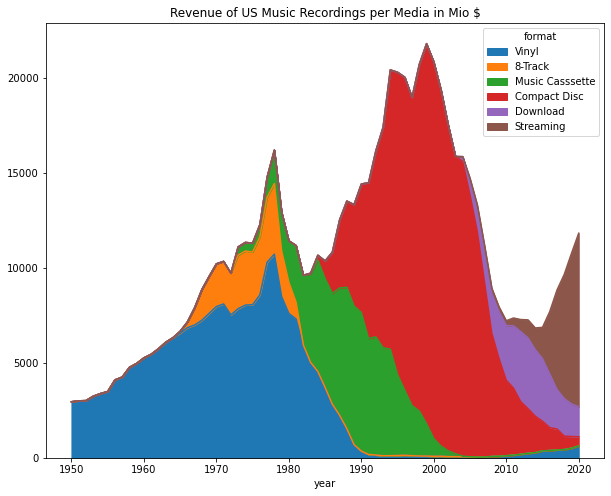 Revenue of US Music Recordings per Media in Mio $
format
Vinyl
8-Track
Music Casssette
Compact Disc
Download
Streaming
20000
15000
10000
5000
0
1950 1960 1970 1980 1990 2000 2010 2020
year